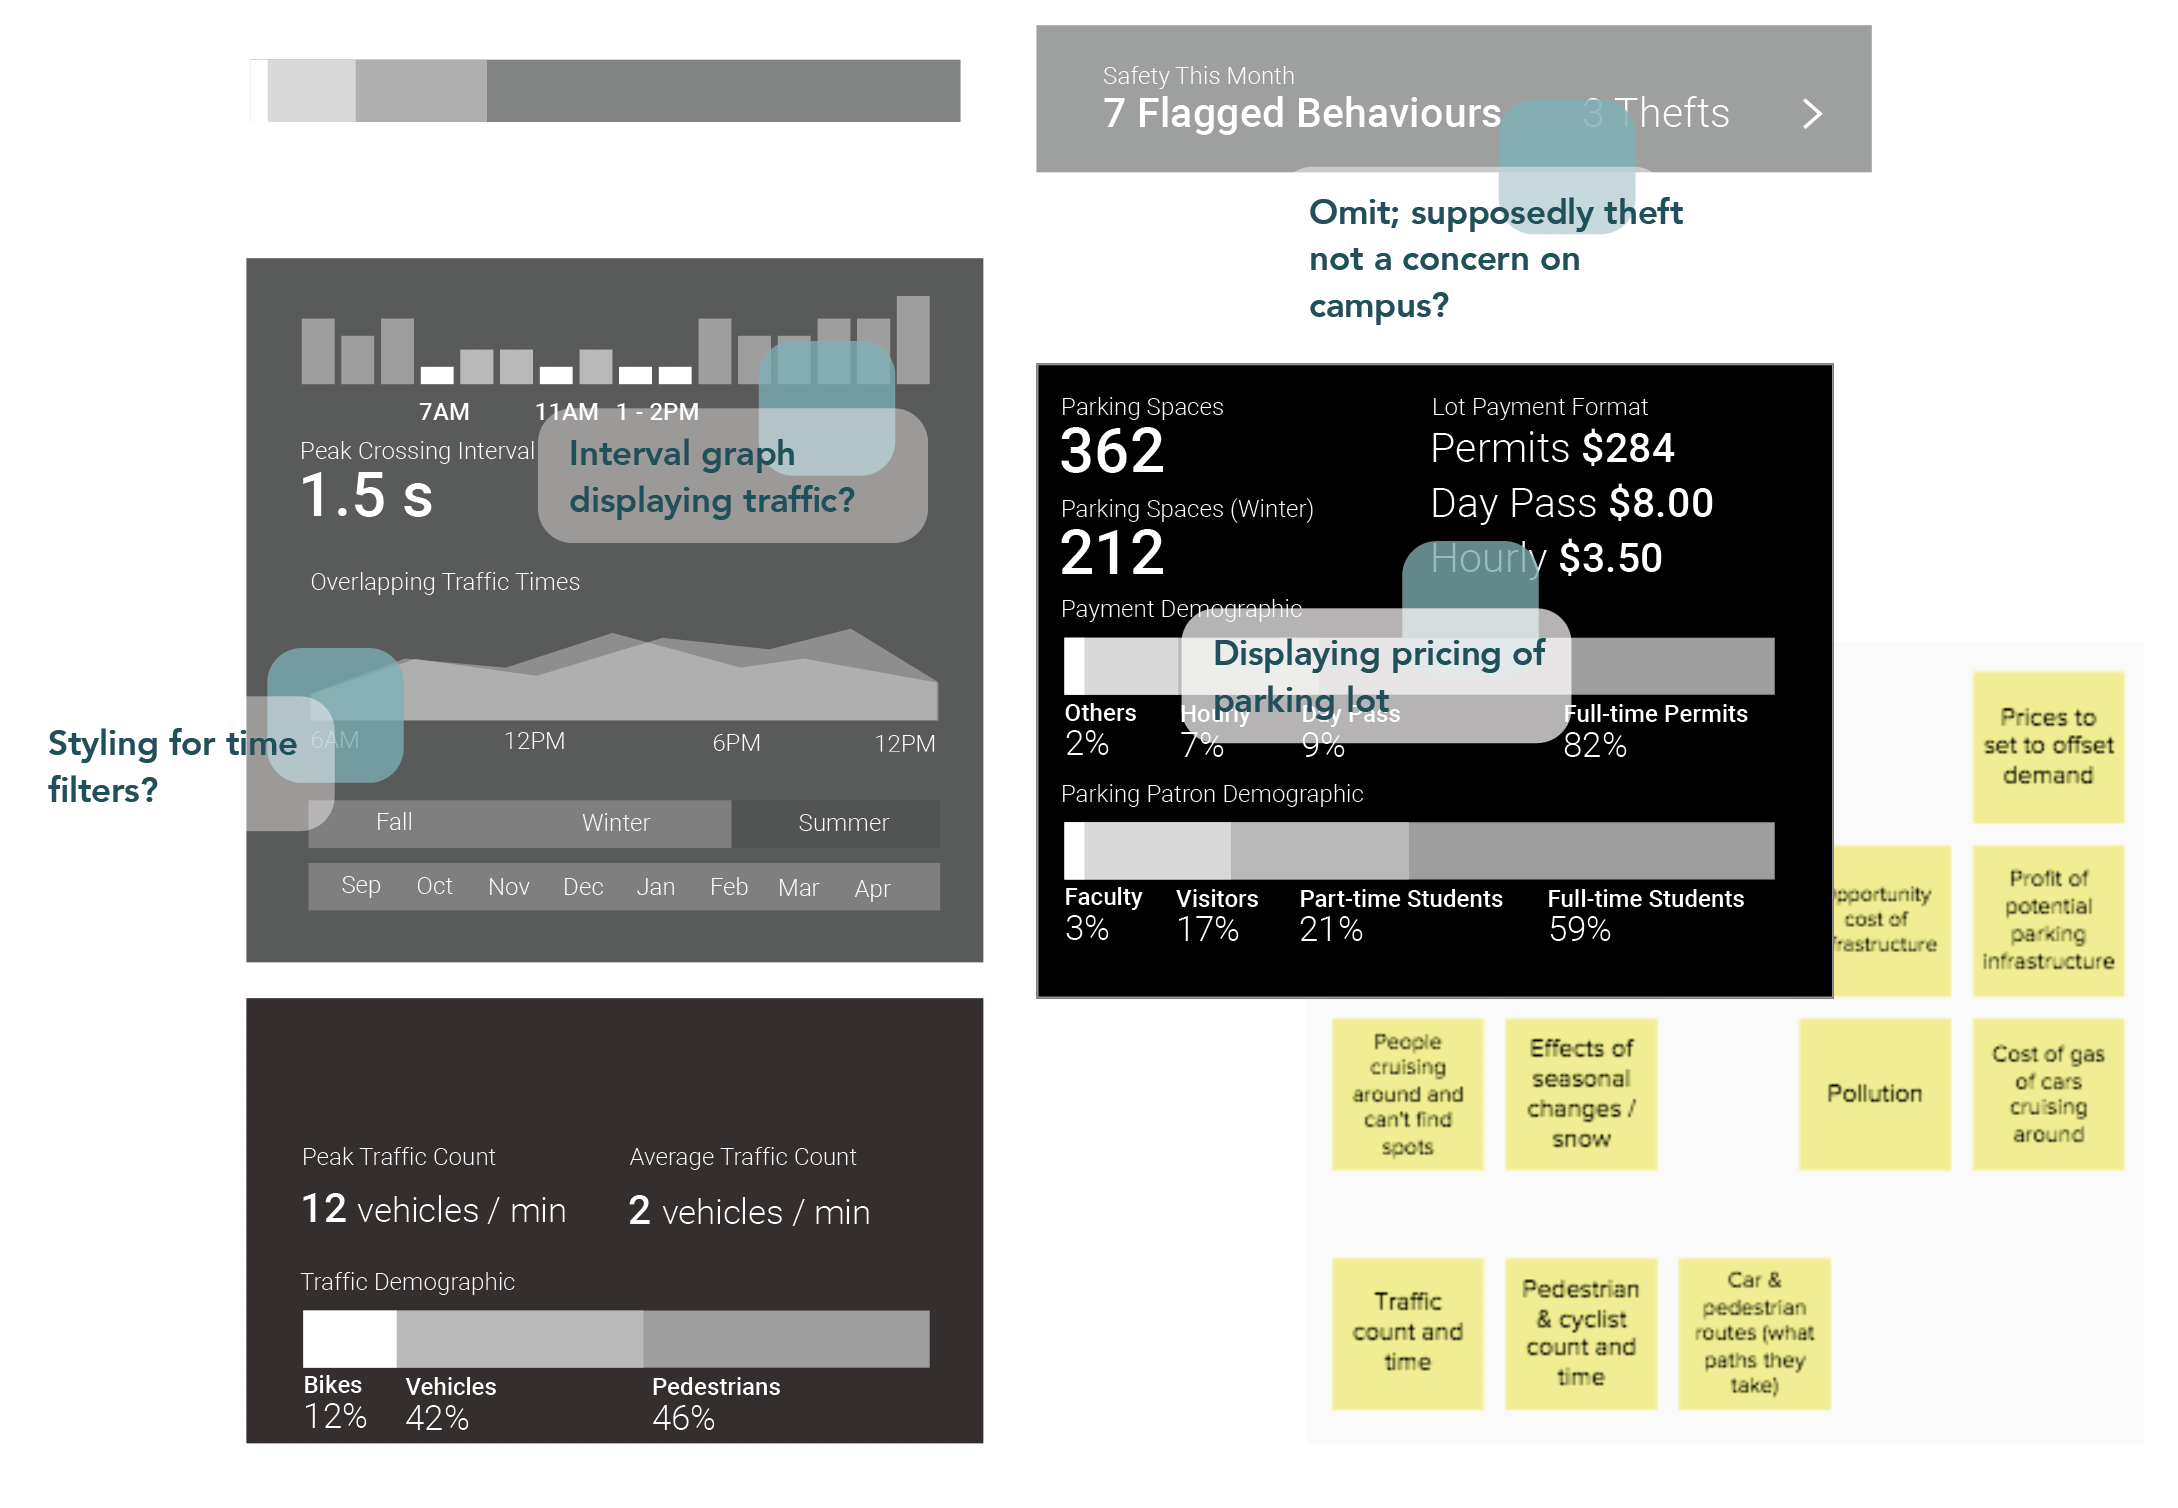 Safety This Month
7 Flagged Behaviours 3 Thefts
Omit; supposedly theft
not a concern on
campus?
7AM 11AM 1 - 2PM
Peak Crossing Interval
1.5 s
Interval graph
displaying traffic?
Overlapping Traffic Times
6AM 12PM 6PM 12PM
Styling for time
filters?
Fall Winter Summer
Sep Oct Nov Dec Jan Feb Mar Apr
Peak Traffic Count
12 vehicles / min
Average Traffic Count
2 vehicles / min
Traffic Demographic
Bikes Vehicles Pedestrians
12% 42% 46%
Parking Spaces
362
Parking Spaces (Winter)
212
Lot Payment Format
Permits $284
Day Pass $8.00
Hourly $3.50
Payment Demographic
Displaying pricing of
parking lot
Others Hourly Day Pass Full-time Permits
2% 7% 9% 82%
Parking Patron Demographic
Faculty Visitors Part-time Students Full-time Students
3% 17% 21% 59%
Prices to
set to offset
demand
pportunity
cost of
frastructure
Profit of
potential
parking
infrastructure
People
cruising
around and
can't find
spots
Effects of
seasonal
changes /
snow
Pollution
Cost of gas
of cars
cruising
around
Traffic
count and
time
Pedestrian
& cyclist
count and
time
Car &
pedestrian
routes (what
paths they
take)